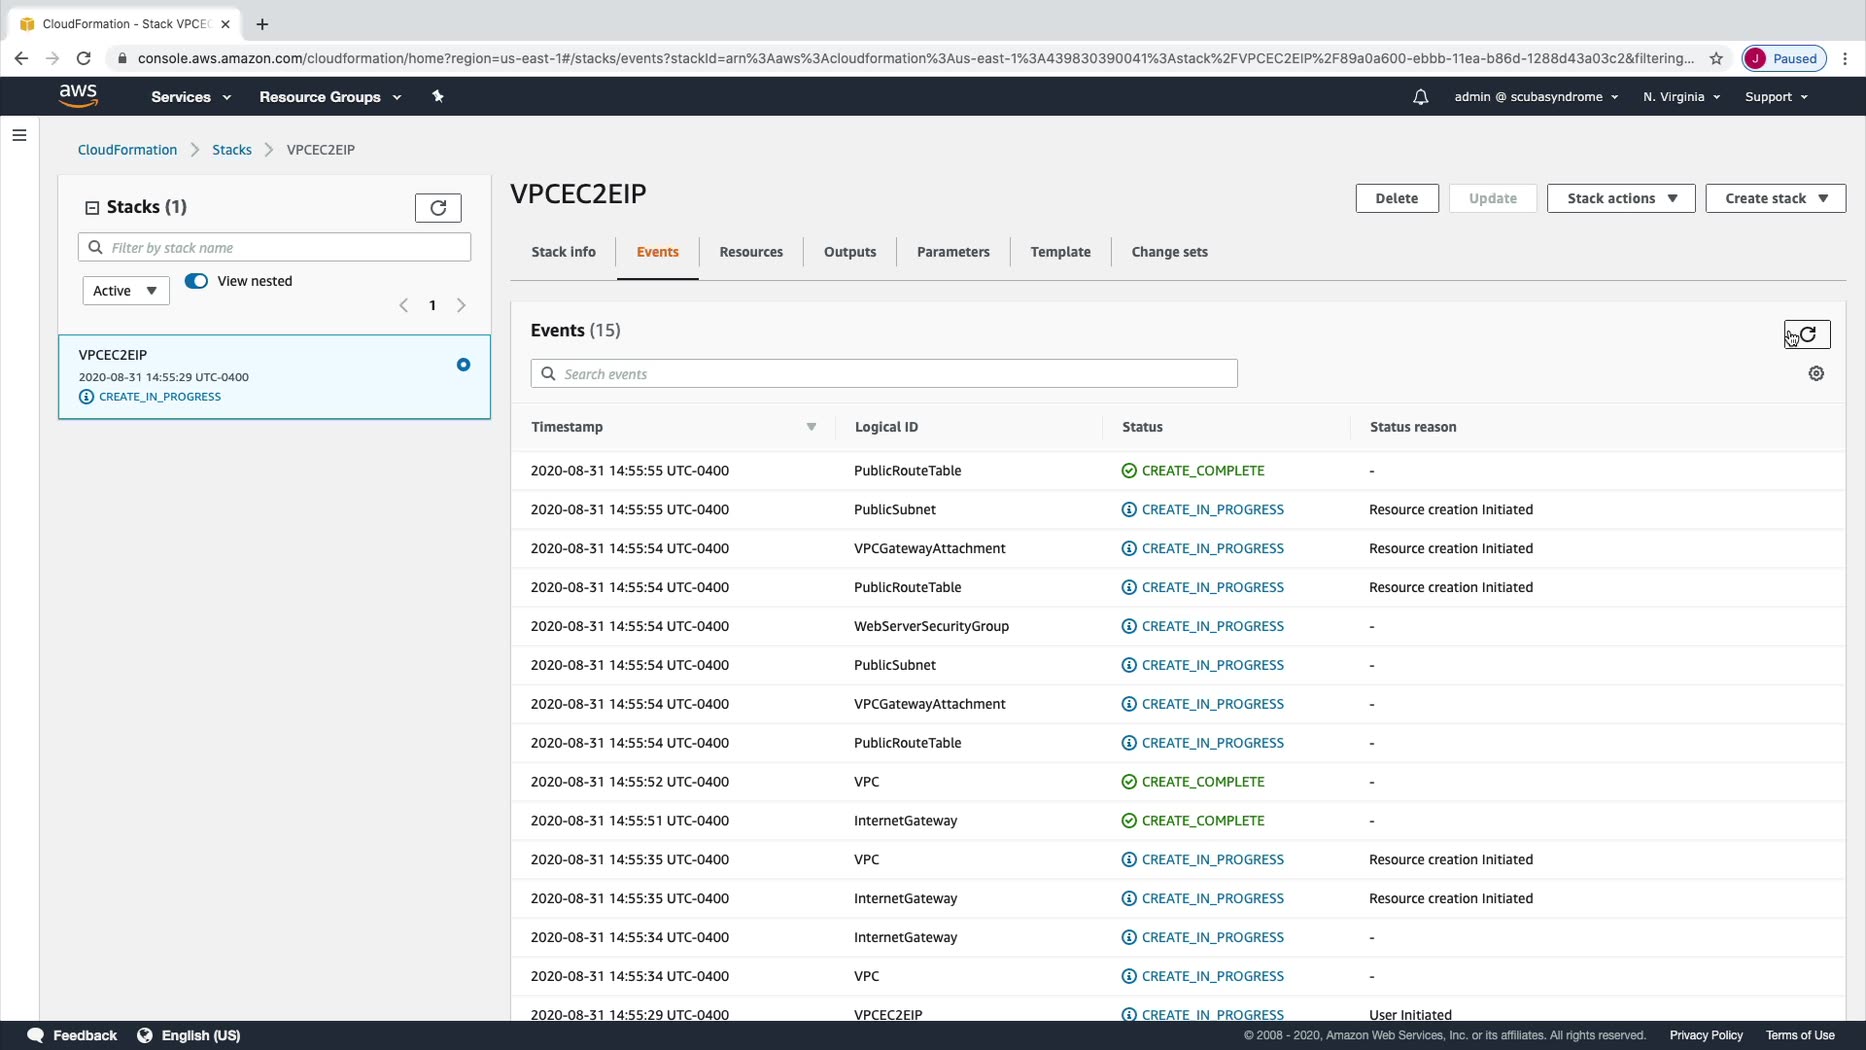 CloudFormation - Stack VPCEC
console.aws.amazon.com/cloudformation/home?region=us-east-1#/stacks/events?stackId=arn%3Aaws%3Acloudformation%3Aus-east-1%3A439830390041%3Astack%2FVPCEC2EIP%2F89a0a600-ebbb-11ea-b86d-1288d43a03c2&filtering...
J Paused
aws Services Resource Groups admin @ scubasyndrome N. Virginia Support
CloudFormation Stacks VPCEC2EIP
Stacks (1)
Filter by stack name
Active View nested
1
VPCEC2EIP
2020-08-31 14:55:29 UTC-0400
CREATE_IN_PROGRESS
VPCEC2EIP
Delete Update Stack actions Create stack
Stack info Events Resources Outputs Parameters Template Change sets
Events (15)
Search events
Timestamp Logical ID Status Status reason
2020-08-31 14:55:55 UTC-0400 PublicRouteTable CREATE_COMPLETE -
2020-08-31 14:55:55 UTC-0400 PublicSubnet CREATE_IN_PROGRESS Resource creation Initiated
2020-08-31 14:55:54 UTC-0400 VPCGatewayAttachment CREATE_IN_PROGRESS Resource creation Initiated
2020-08-31 14:55:54 UTC-0400 PublicRouteTable CREATE_IN_PROGRESS Resource creation Initiated
2020-08-31 14:55:54 UTC-0400 WebServerSecurityGroup CREATE_IN_PROGRESS -
2020-08-31 14:55:54 UTC-0400 PublicSubnet CREATE_IN_PROGRESS -
2020-08-31 14:55:54 UTC-0400 VPCGatewayAttachment CREATE_IN_PROGRESS -
2020-08-31 14:55:54 UTC-0400 PublicRouteTable CREATE_IN_PROGRESS -
2020-08-31 14:55:52 UTC-0400 VPC CREATE_COMPLETE -
2020-08-31 14:55:51 UTC-0400 InternetGateway CREATE_COMPLETE -
2020-08-31 14:55:35 UTC-0400 VPC CREATE_IN_PROGRESS Resource creation Initiated
2020-08-31 14:55:35 UTC-0400 InternetGateway CREATE_IN_PROGRESS Resource creation Initiated
2020-08-31 14:55:34 UTC-0400 InternetGateway CREATE_IN_PROGRESS -
2020-08-31 14:55:34 UTC-0400 VPC CREATE_IN_PROGRESS -
2020-08-31 14:55:29 UTC-0400 VPCEC2EIP CREATE_IN_PROGRESS User Initiated
Feedback English (US) © 2008 - 2020, Amazon Web Services, Inc. or its affiliates. All rights reserved. Privacy Policy Terms of Use